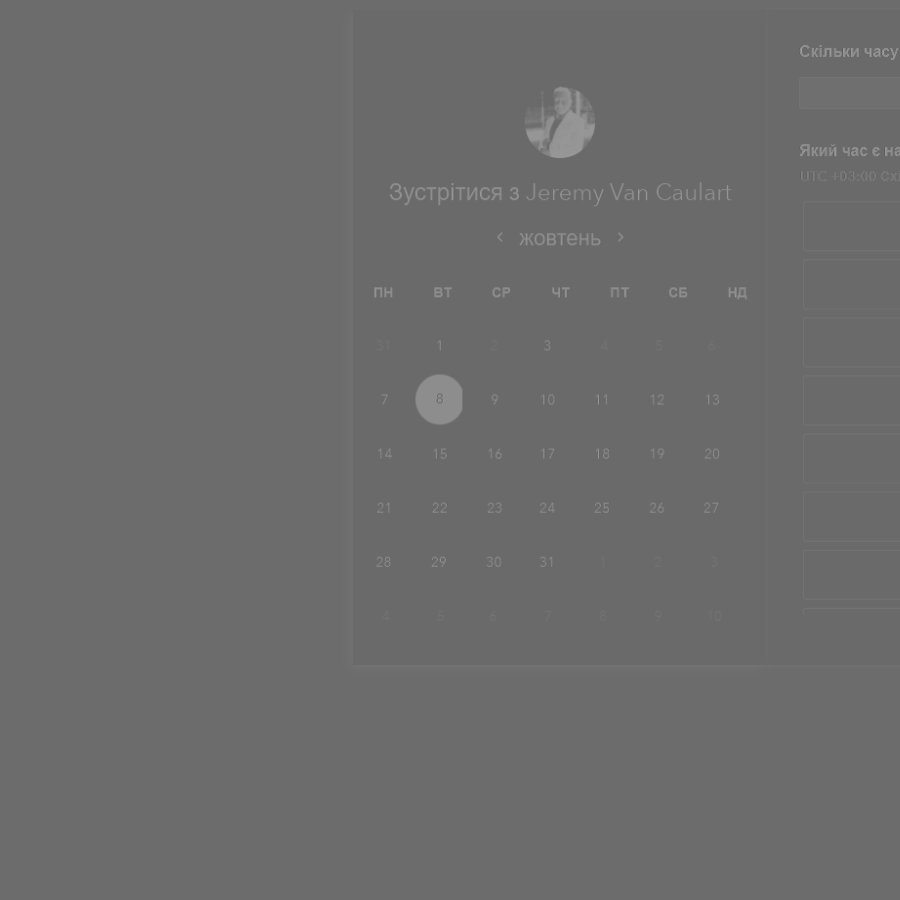 Зустрітися з Jeremy Van Caulart
жовтень
ПН ВТ СР ЧТ ПТ СБ НД
31 1 2 3 4 5 6
7 8 9 10 11 12 13
14 15 16 17 18 19 20
21 22 23 24 25 26 27
28 29 30 31 1 2 3
4 5 6 7 8 9 10
Скільки часу
Який час є
UTC +03:00